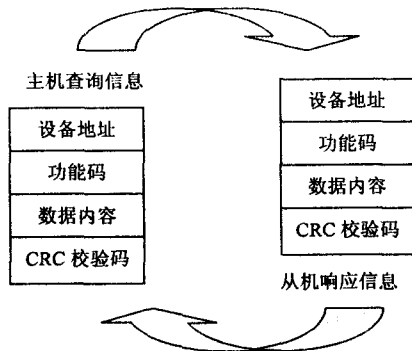 主机查询信息
设备地址
功能码
数据内容
CRC 校验码
设备地址
功能码
数据内容
CRC 校验码
从机响应信息